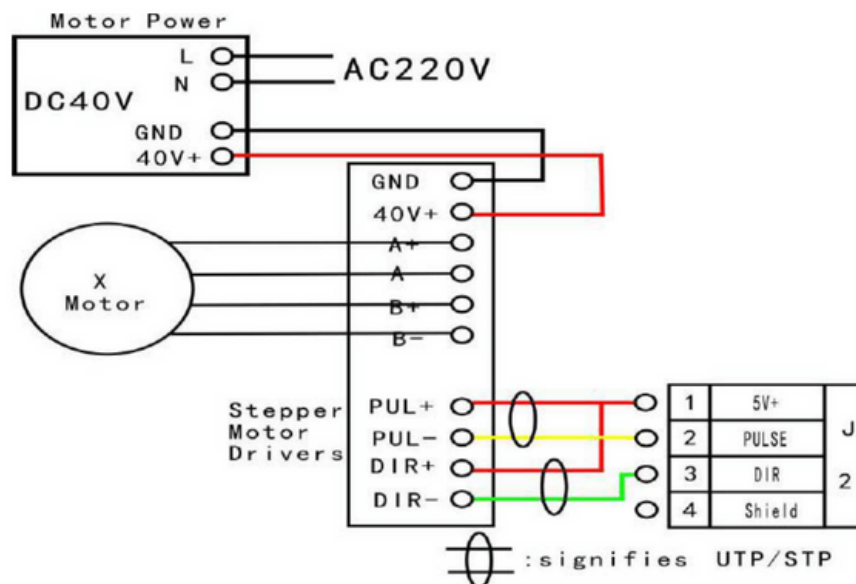 Motor Power
L
AC220V
N
DC40V
GND
40V+
GND
40V+
A+
X
Motor
A
B+
B-
Stepper
Motor
Drivers
PUL+
PUL-
DIR+
DIR-
1 5V+
2 PULSE
3 DIR
4 Shield
J
2
:signifies UTP/STP